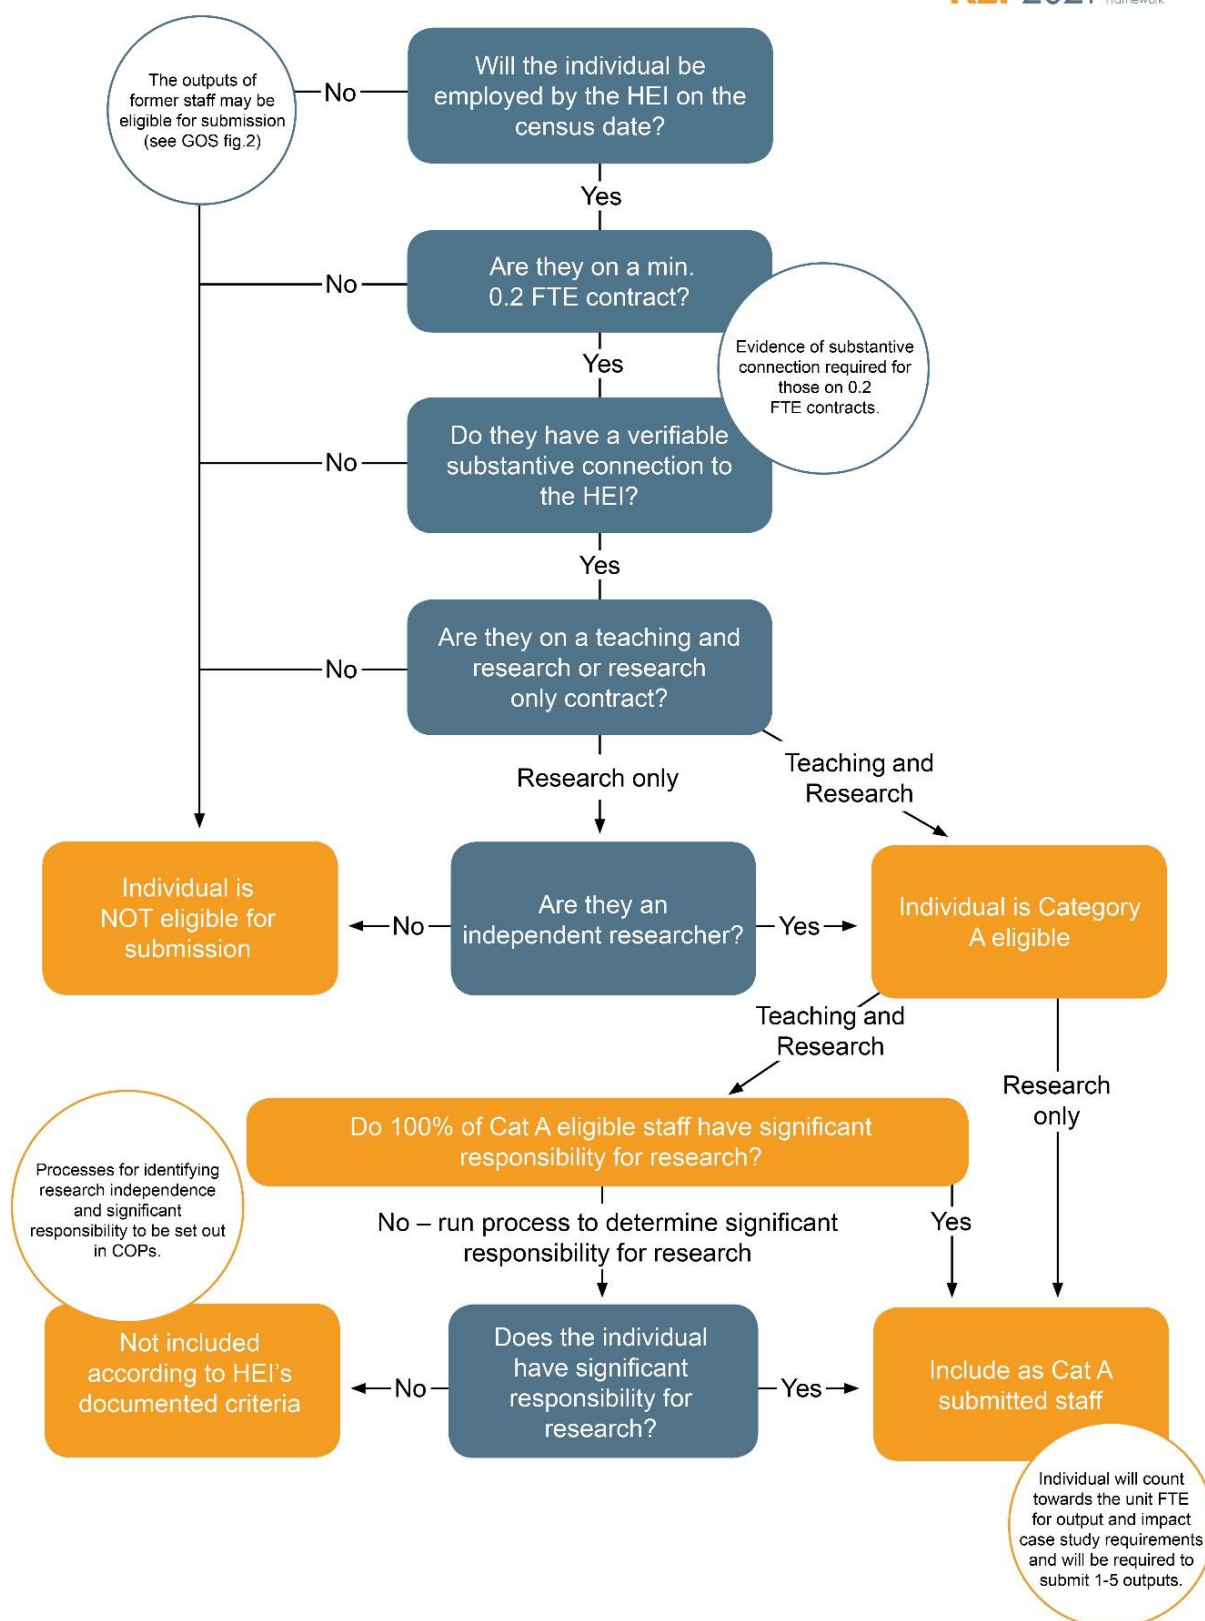 framework
The outputs of
former staff may be
eligible for submission
(see GOS fig.2)
No
Will the individual be
employed by the HEI on the
census date?
Yes
No
Are they on a min.
0.2 FTE contract?
Evidence of substantive
connection required for
those on 0.2
FTE contracts.
Yes
No
Do they have a verifiable
substantive connection to
the HEI?
Yes
No
Are they on a teaching and
research or research
only contract?
Research only
Teaching and
Research
Individual is
NOT eligible for
submission
No
Are they an
independent researcher?
Yes
Individual is Category
A eligible
Teaching and
Research
Research
only
Do 100% of Cat A eligible staff have significant
responsibility for research?
Processes for identifying
research independence
and significant
responsibility to be set out
in COPs.
No – run process to determine significant
responsibility for research
Yes
Not included
according to HEI’s
documented criteria
No
Does the individual
have significant
responsibility for
research?
Yes
Include as Cat A
submitted staff
Individual will count
towards the unit FTE
for output and impact
case study requirements
and will be required to
submit 1-5 outputs.